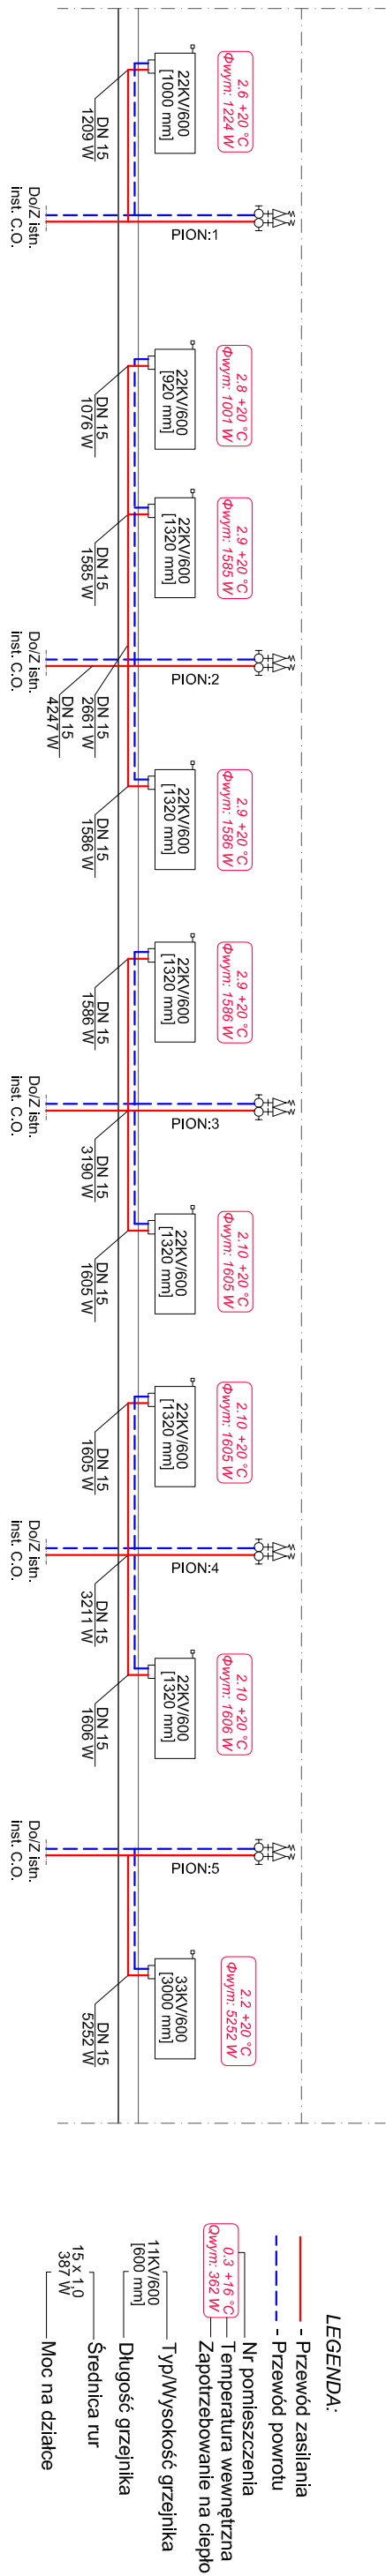 2.6 +20 °C
Φwym: 1224 W
22KV/600
[1000 mm]
DN 15
1209 W
PION:1
Do/Z istn.
inst. C.O.
2.8 +20 °C
Φwym: 1001 W
22KV/600
[920 mm]
DN 15
1076 W
2.9 +20 °C
Φwym: 1585 W
22KV/600
[1320 mm]
DN 15
1585 W
PION:2
DN 15
2661 W
DN 15
4247 W
Do/Z istn.
inst. C.O.
2.9 +20 °C
Φwym: 1586 W
22KV/600
[1320 mm]
DN 15
1586 W
2.9 +20 °C
Φwym: 1586 W
22KV/600
[1320 mm]
DN 15
1586 W
PION:3
DN 15
3190 W
Do/Z istn.
inst. C.O.
2.10 +20 °C
Φwym: 1605 W
22KV/600
[1320 mm]
DN 15
1605 W
2.10 +20 °C
Φwym: 1605 W
22KV/600
[1320 mm]
DN 15
1605 W
PION:4
DN 15
3211 W
Do/Z istn.
inst. C.O.
2.10 +20 °C
Φwym: 1606 W
22KV/600
[1320 mm]
DN 15
1606 W
PION:5
Do/Z istn.
inst. C.O.
2.2 +20 °C
Φwym: 5252 W
33KV/600
[3000 mm]
DN 15
5252 W
LEGENDA:
- Przewód zasilania
- Przewód powrotu
0.3 +16 °C
Qwym: 362 W
Nr pomieszczenia
Temperatura wewnętrzna
Zapotrzebowanie na ciepło
11KV/600
[600 mm]
Typ/Wysokość grzejnika
Długość grzejnika
15 x 1,0
387 W
Średnica rur
Moc na działce